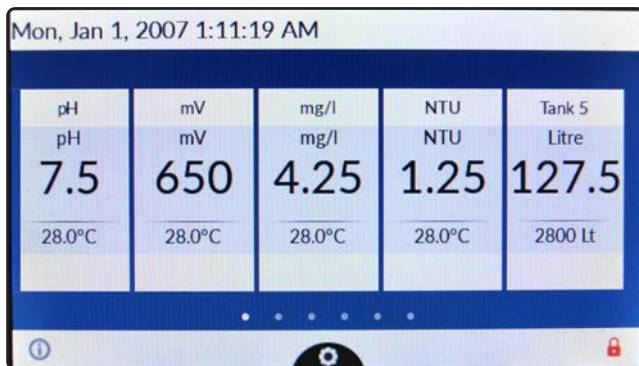 Mon, Jan 1, 2007 1:11:19 AM
pH mV mg/l NTU Tank 5
pH mV mg/l NTU Litre
7.5 650 4.25 1.25 127.5
28.0°C 28.0°C 28.0°C 28.0°C 2800 Lt